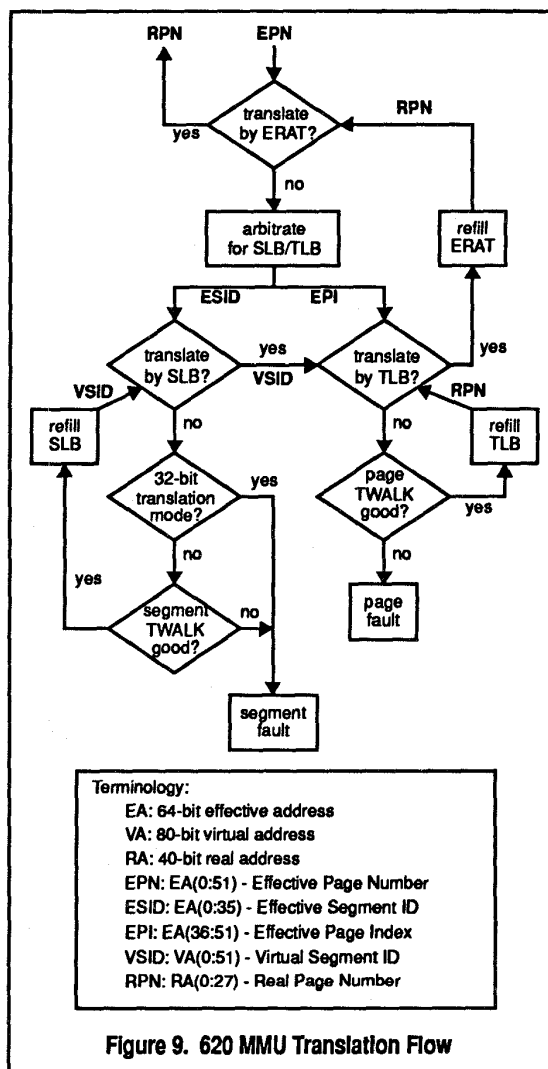 RPN
EPN
translate
by ERAT?
yes
RPN
no
arbitrate
for SLB/TLB
refill
ERAT
ESID
EPI
translate
by SLB?
yes
VSID
translate
by TLB?
yes
VSID
RPN
refill
SLB
no
no
refill
TLB
32-bit
translation
mode?
yes
page
TWALK
good?
yes
no
no
yes
segment
TWALK
good?
no
page
fault
segment
fault
Terminology:
EA: 64-bit effective address
VA: 80-bit virtual address
RA: 40-bit real address
EPN: EA(0:51) - Effective Page Number
ESID: EA(0:35) - Effective Segment ID
EPI: EA(36:51) - Effective Page Index
VSID: VA(0:51) - Virtual Segment ID
RPN: RA(0:27) - Real Page Number
Figure 9. 620 MMU Translation Flow